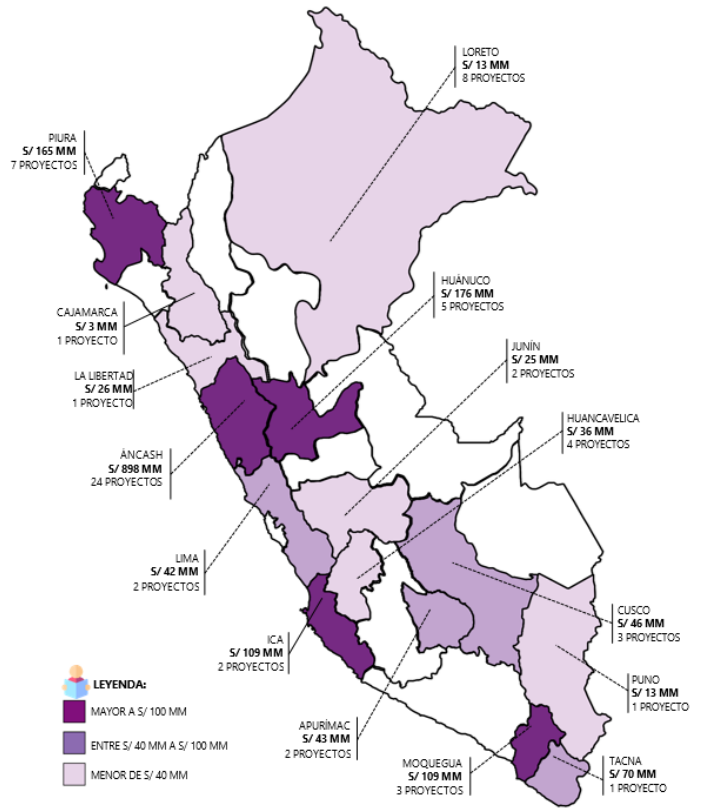 LORETO
S/ 13 MM
8 PROYECTOS
PIURA
S/ 165 MM
7 PROYECTOS
HUÁNUCO
S/ 176 MM
5 PROYECTOS
CAJAMARCA
S/ 3 MM
1 PROYECTO
JUNÍN
S/ 25 MM
2 PROYECTOS
LA LIBERTAD
S/ 26 MM
1 PROYECTO
HUANCAVELICA
S/ 36 MM
4 PROYECTOS
ÁNCASH
S/ 898 MM
24 PROYECTOS
LIMA
S/ 42 MM
2 PROYECTOS
CUSCO
S/ 46 MM
3 PROYECTOS
ICA
S/ 109 MM
2 PROYECTOS
PUNO
S/ 13 MM
1 PROYECTO
LEYENDA:
MAYOR A S/ 100 MM
ENTRE S/ 40 MM A S/ 100 MM
MENOR DE S/ 40 MM
APURÍMAC
S/ 43 MM
2 PROYECTOS
MOQUEGUA
S/ 109 MM
3 PROYECTOS
TACNA
S/ 70 MM
1 PROYECTO